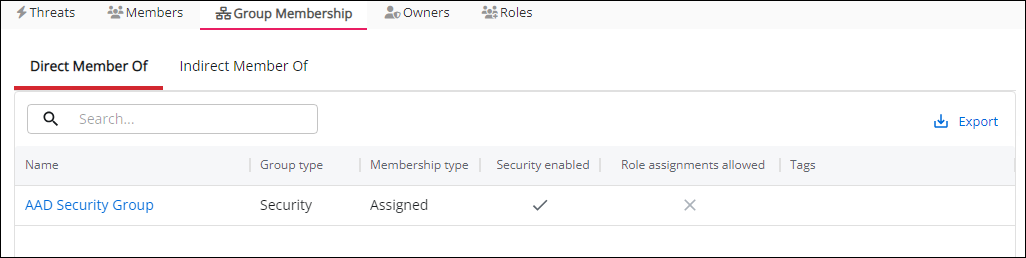 Threats Members Group Membership Owners Roles
Direct Member Of Indirect Member Of
Search...
Export
Name Group type Membership type Security enabled Role assignments allowed Tags
AAD Security Group Security Assigned